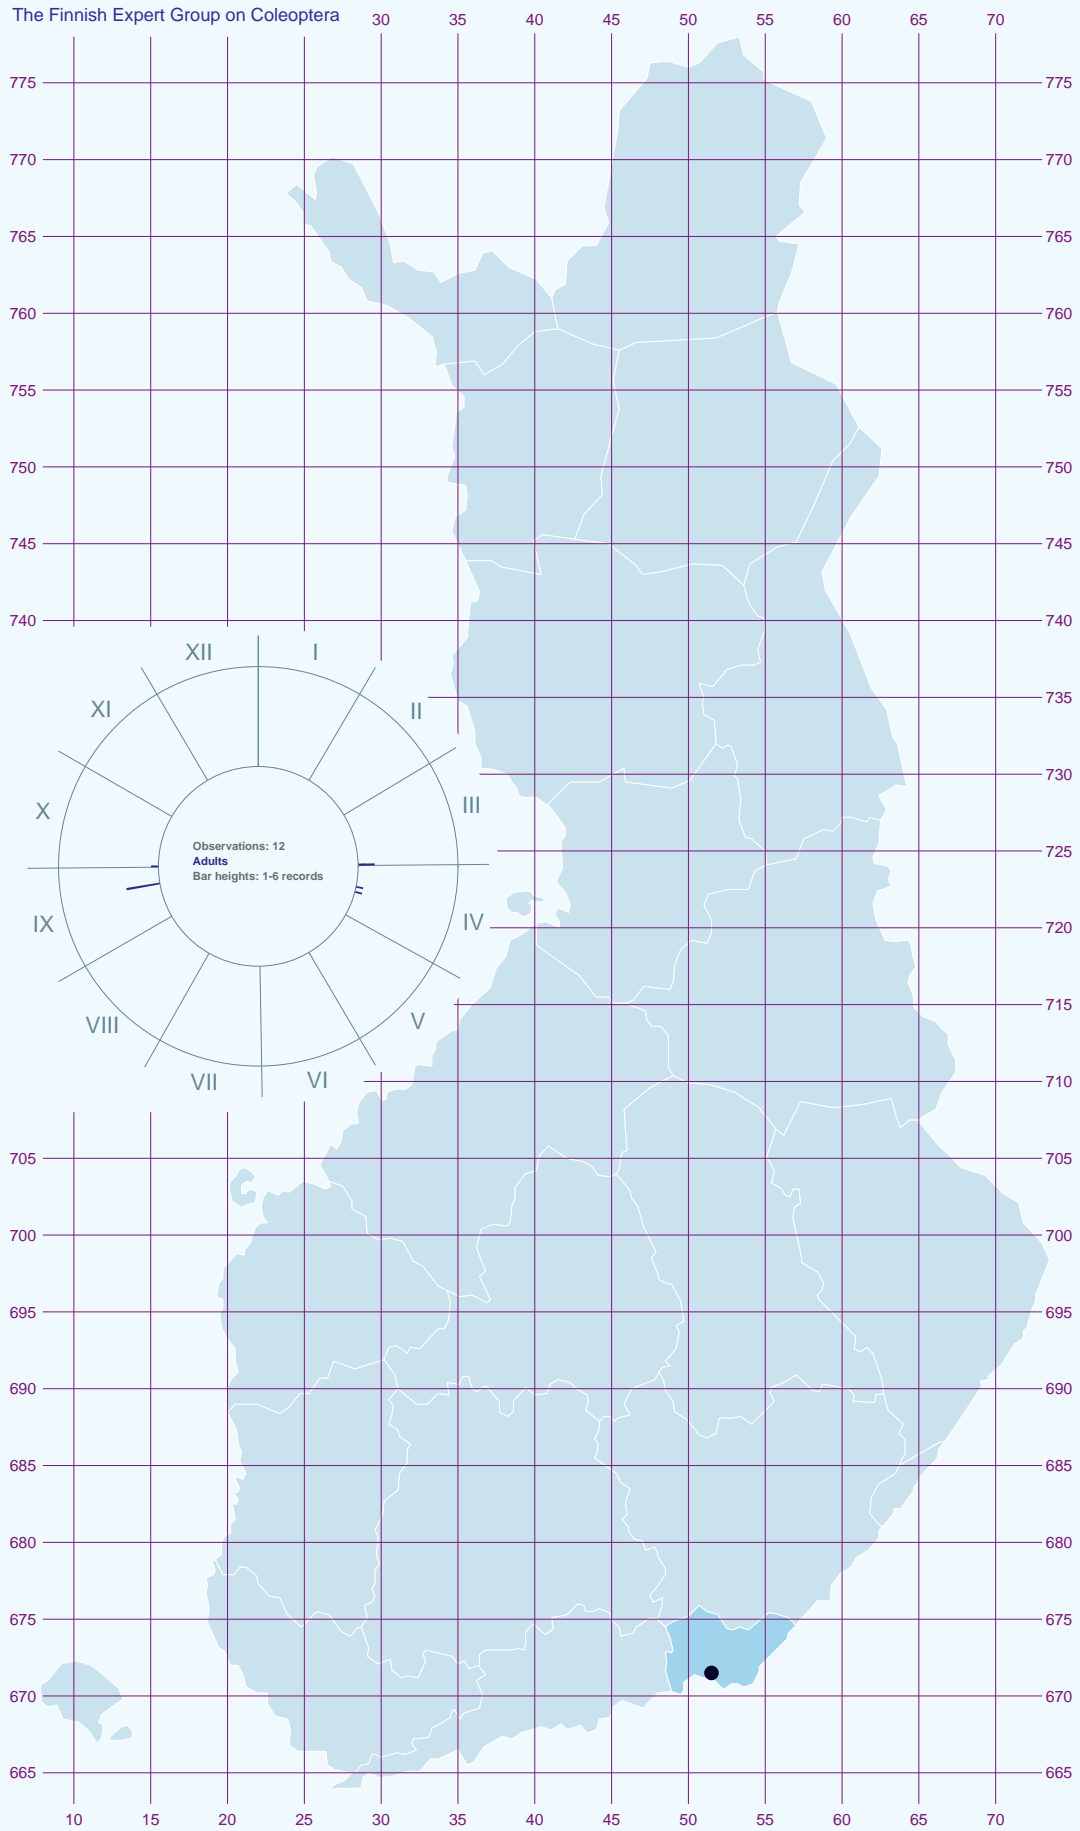 The Finnish Expert Group on Coleoptera 30 35 40 45 50 55 60 65 70
775 775
770 770
765 765
760 760
755 755
750 750
745 745
740 740
XII I
XI II
735
730
X III
725
Observations: 12
Adults
Bar heights: 1-6 records
IX IV
720
715
VIII V
VII VI
710
705 705
700 700
695 695
690 690
685 685
680 680
675 675
670 670
665 665
10 15 20 25 30 35 40 45 50 55 60 65 70